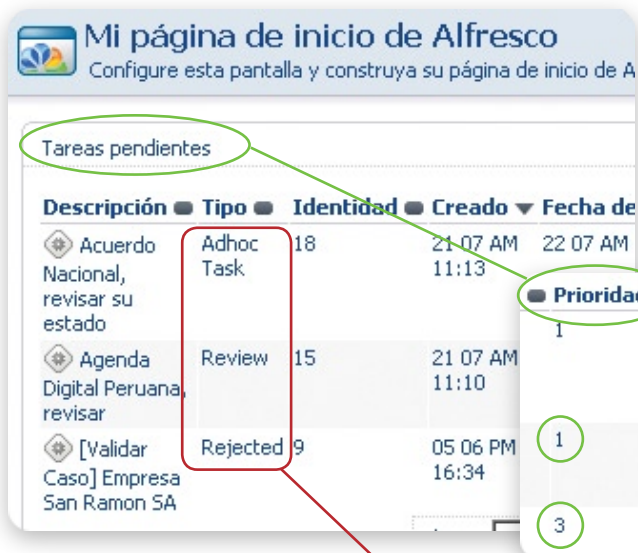 Mi página de inicio de Alfresco
Configure esta pantalla y construya su página de inicio de A
Tareas pendientes
Descripción Tipo Identidad Creado Fecha de
Acuerdo Adhoc 18 21 07 AM 22 07 AM
Nacional, Task 11:13
revisar su
estado
Prioridad
1
Agenda Review 15 21 07 AM
Digital Peruana, 11:10
revisar
1
[Validar Rejected 9 05 06 PM
Caso] Empresa 16:34
San Ramon SA
3